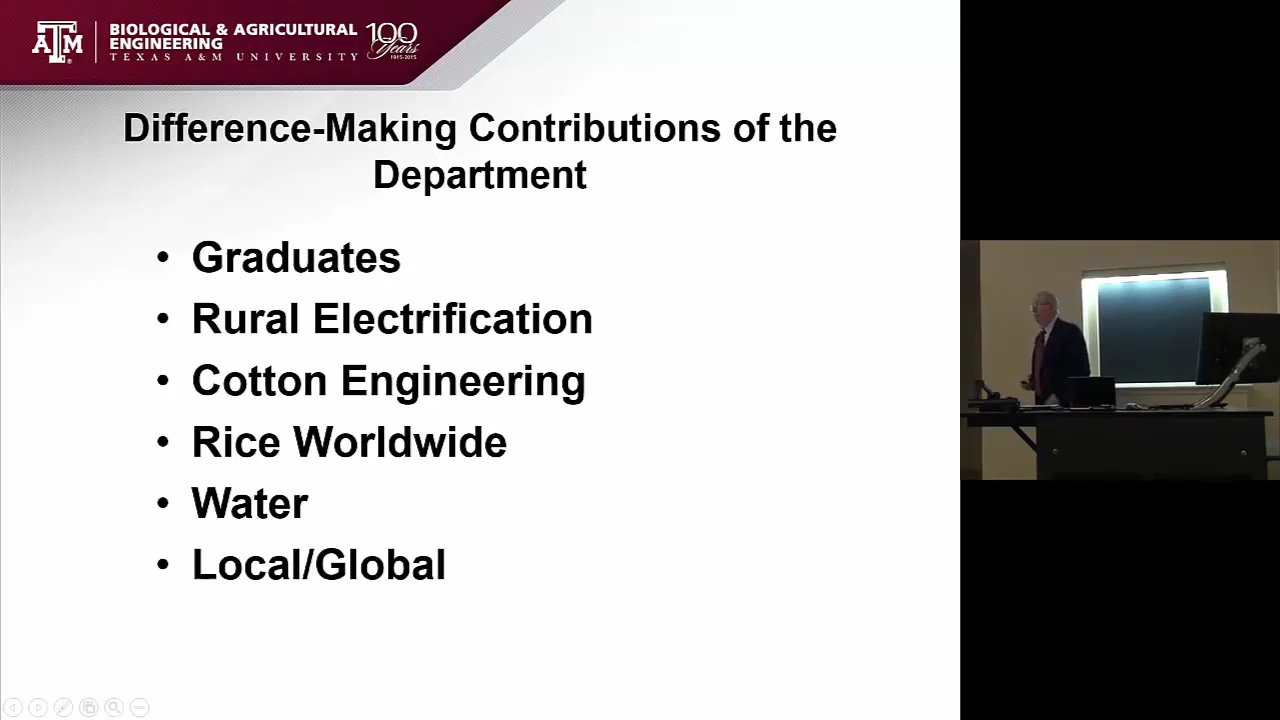 ATM
BIOLOGICAL & AGRICULTURAL
ENGINEERING
TEXAS A&M UNIVERSITY
100
Years
1915-2015
Difference-Making Contributions of the
Department
• Graduates
• Rural Electrification
• Cotton Engineering
• Rice Worldwide
• Water
• Local/Global